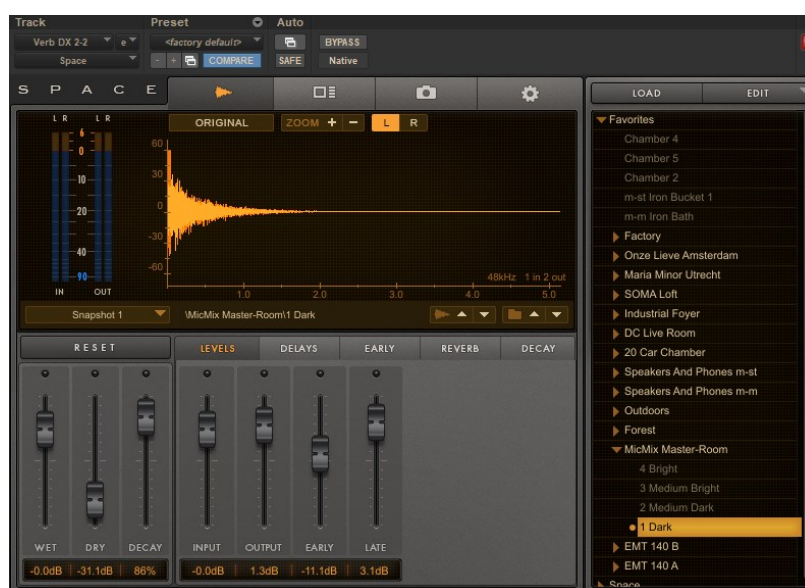 Track Preset Auto
Verb DX 2-2 e <factory default> BYPASS
Space - + COMPARE SAFE Native
S P A C E
LOAD EDIT
L R L R
ORIGINAL ZOOM + − L R
6
0
10
20
40
90
IN OUT
60
30
0
-30
-60
48kHz 1 in 2 out
1.0 2.0 3.0 4.0 5.0
Snapshot 1 \MicMix Master-Room\1 Dark
RESET LEVELS DELAYS EARLY REVERB DECAY
WET DRY DECAY INPUT OUTPUT EARLY LATE
-0.0dB -31.1dB 86% -0.0dB 1.3dB -11.1dB 3.1dB
Favorites
Chamber 4
Chamber 5
Chamber 2
m-st Iron Bucket 1
m-m Iron Bath
Factory
Onze Lieve Amsterdam
Maria Minor Utrecht
SOMA Loft
Industrial Foyer
DC Live Room
20 Car Chamber
Speakers And Phones m-st
Speakers And Phones m-m
Outdoors
Forest
MicMix Master-Room
4 Bright
3 Medium Bright
2 Medium Dark
1 Dark
EMT 140 B
EMT 140 A
Space